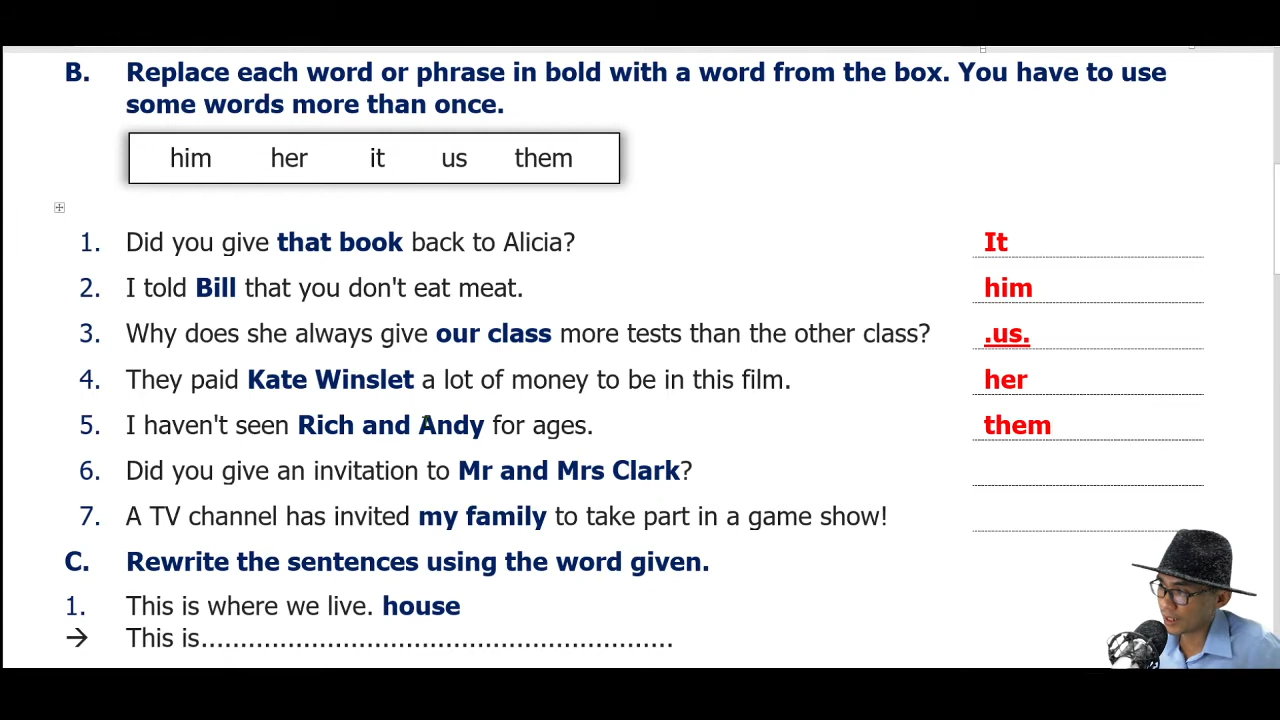 B. Replace each word or phrase in bold with a word from the box. You have to use
some words more than once.
him her it us them
1. Did you give that book back to Alicia? It
2. I told Bill that you don't eat meat. him
3. Why does she always give our class more tests than the other class? .us.
4. They paid Kate Winslet a lot of money to be in this film. her
5. I haven't seen Rich and Andy for ages. them
6. Did you give an invitation to Mr and Mrs Clark?
7. A TV channel has invited my family to take part in a game show!
C. Rewrite the sentences using the word given.
1. This is where we live. house
→ This is...........................................................